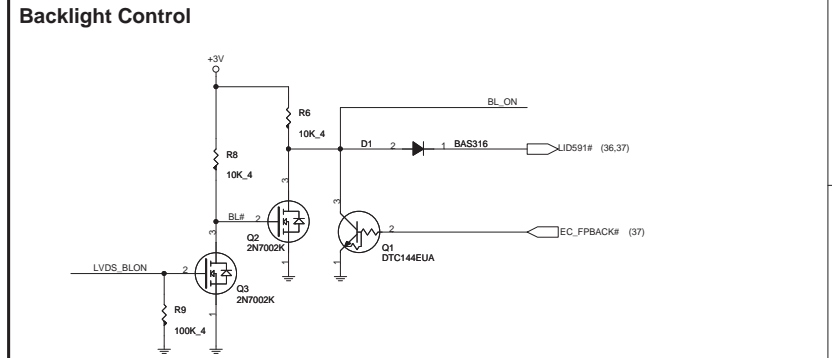 Backlight Control
+3V
BL_ON
R6
10K_4
D1 2 1 BAS316
LID591# (36,37)
R8
10K_4
3
3
BL# 2
2
EC_FPBACK# (37)
Q2
2N7002K
Q1
DTC144EUA
3
1
1
LVDS_BLON 2
Q3
2N7002K
R9
100K_4
1